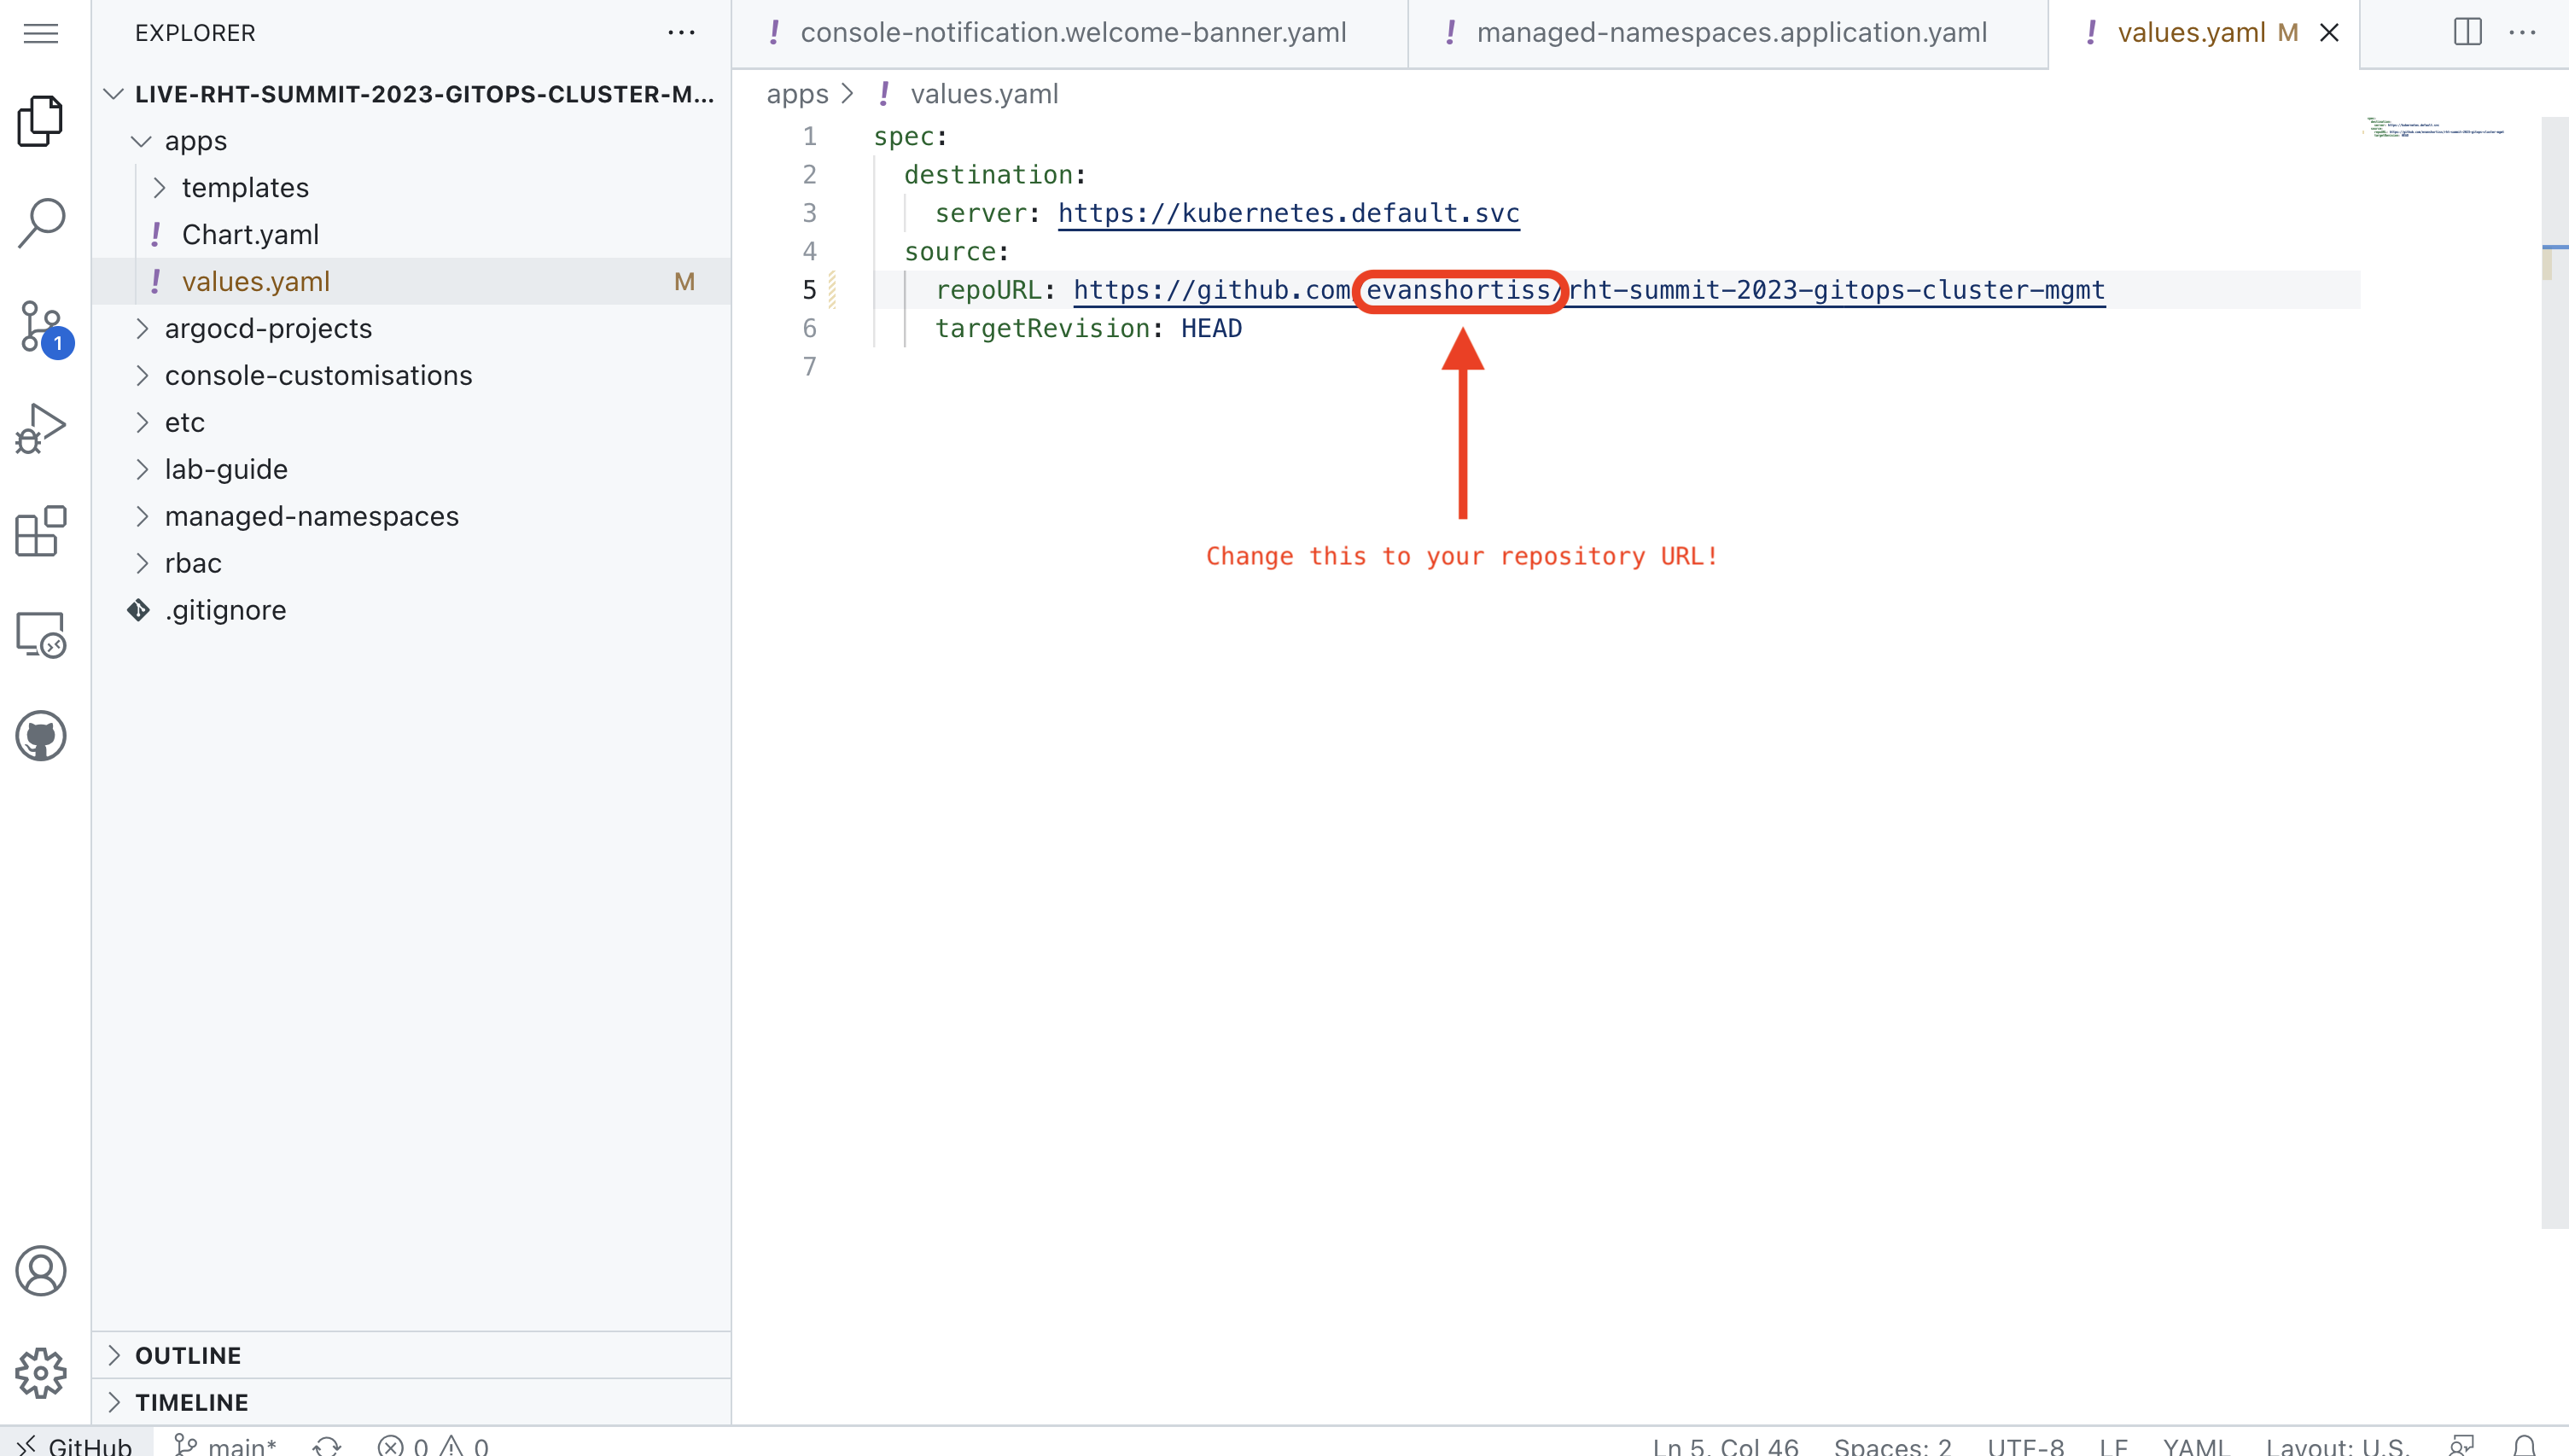 EXPLORER
LIVE-RHT-SUMMIT-2023-GITOPS-CLUSTER-M...
apps
templates
Chart.yaml
values.yaml M
argocd-projects
console-customisations
etc
lab-guide
managed-namespaces
rbac
.gitignore
OUTLINE
TIMELINE
1
console-notification.welcome-banner.yaml
managed-namespaces.application.yaml
values.yaml M
apps > values.yaml
1 spec:
2 destination:
3 server: https://kubernetes.default.svc
4 source:
5 repoURL: https://github.com/evanshortiss/rht-summit-2023-gitops-cluster-mgmt
6 targetRevision: HEAD
7
Change this to your repository URL!
GitHub main* 0 0 Ln 5, Col 46 Spaces: 2 UTF-8 LF YAML Layout: U.S.